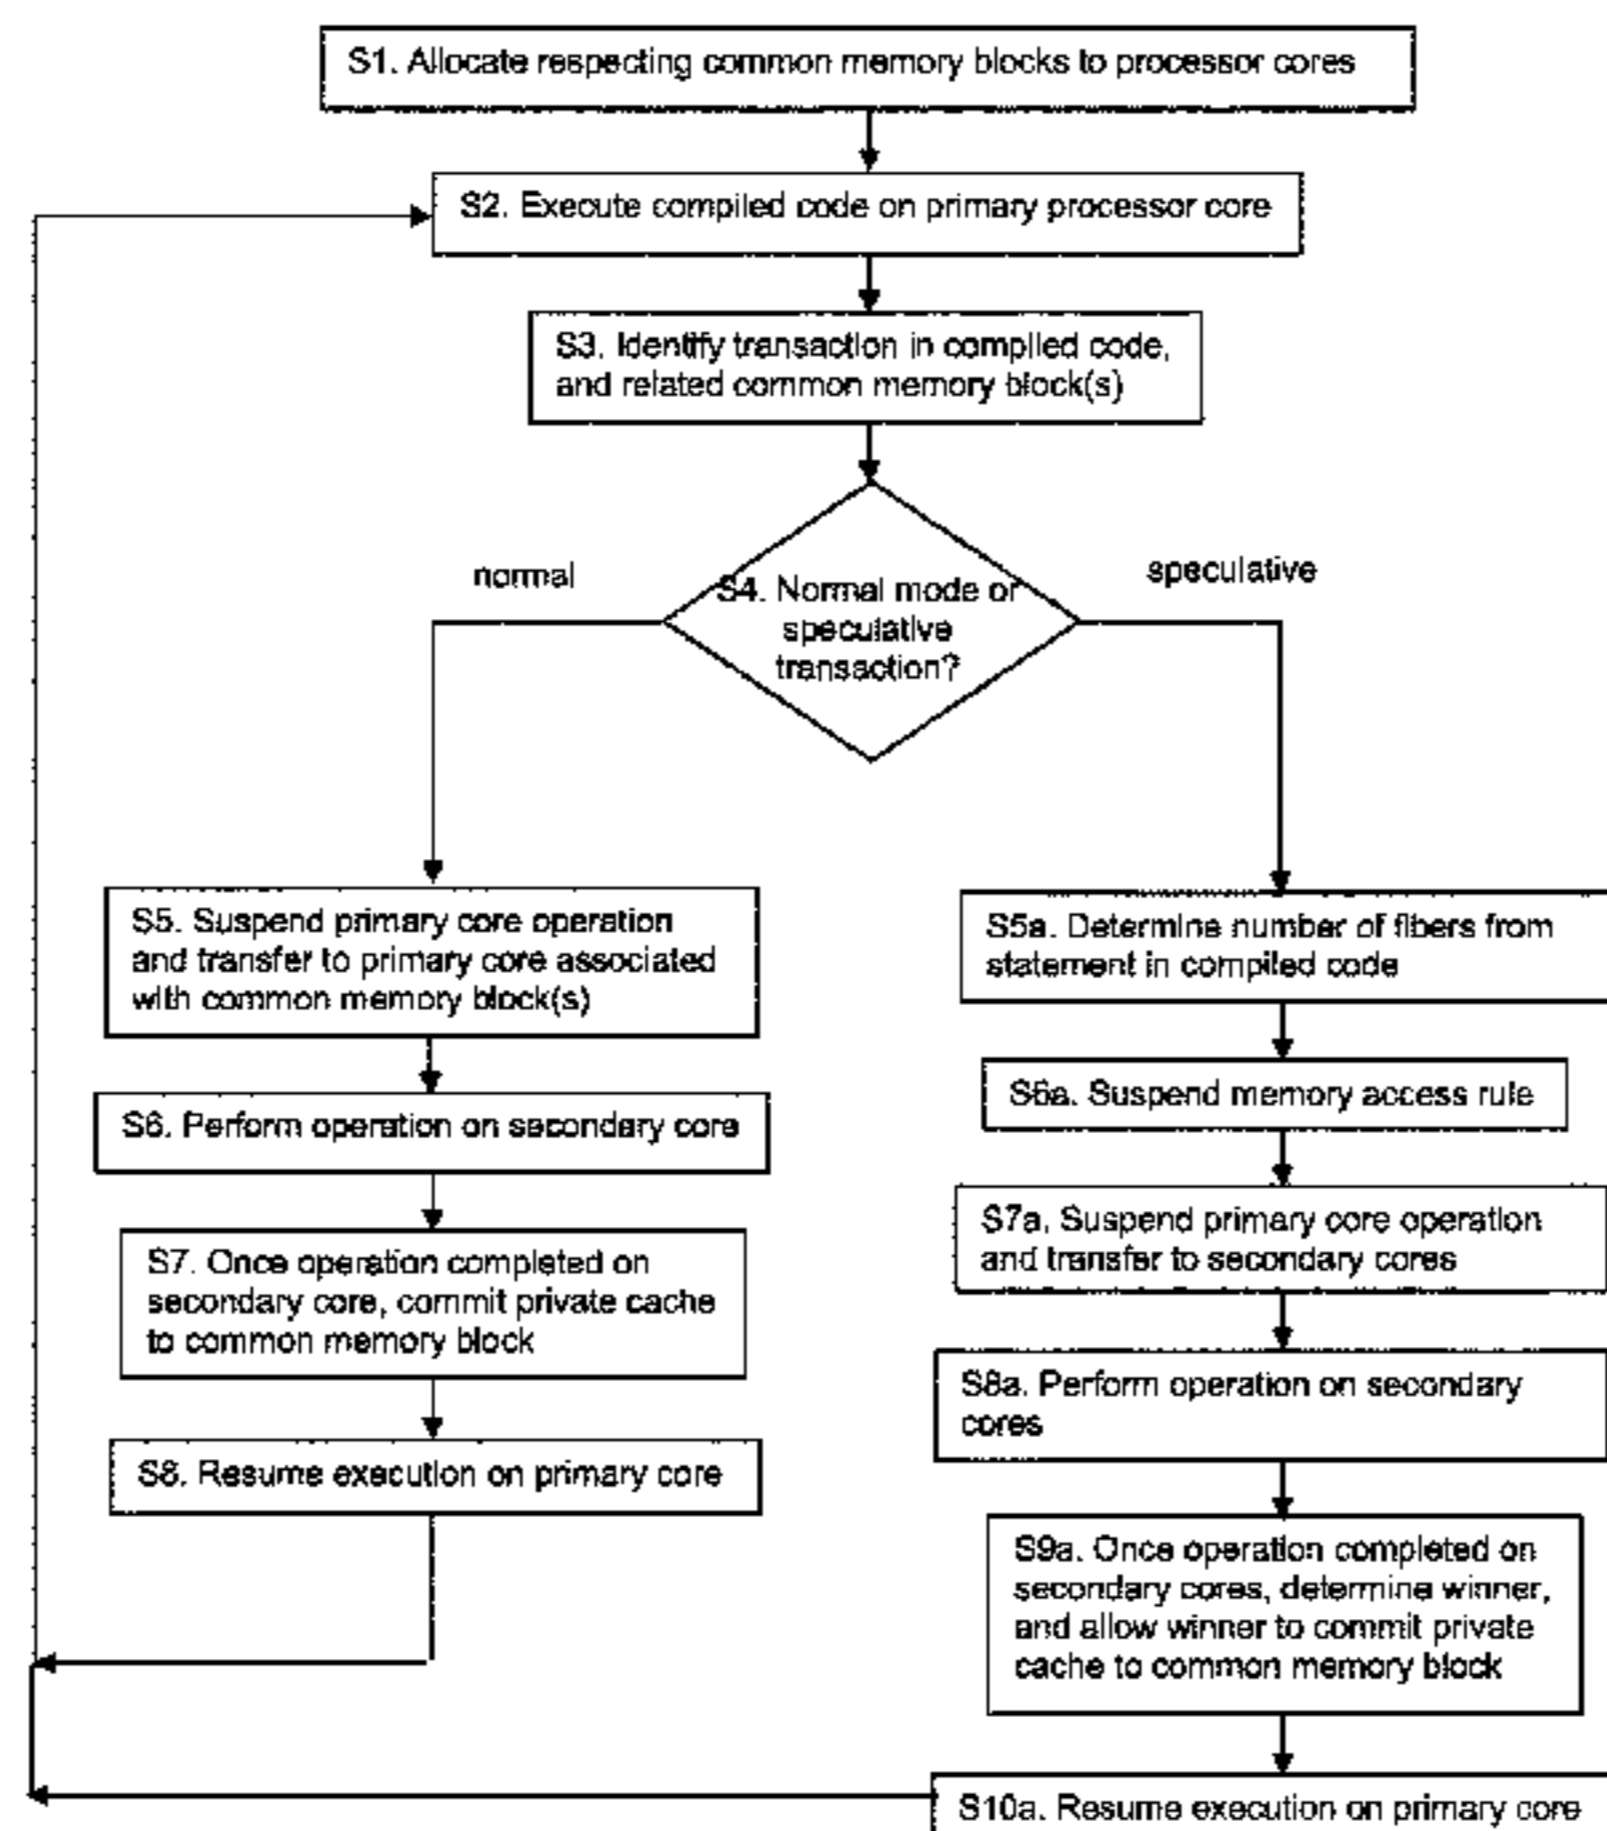 S1. Allocate respecting common memory blocks to processor cores
S2. Execute compiled code on primary processor core
S3. Identify transaction in compiled code,
and related common memory block(s)
normal
speculative
S4. Normal mode or
speculative
transaction?
S5. Suspend primary core operation
and transfer to primary core associated
with common memory block(s)
S6. Perform operation on secondary core
S7. Once operation completed on
secondary core, commit private cache
to common memory block
S8. Resume execution on primary core
S5a. Determine number of fibers from
statement in compiled code
S6a. Suspend memory access rule
S7a. Suspend primary core operation
and transfer to secondary cores
S8a. Perform operation on secondary
cores
S9a. Once operation completed on
secondary cores, determine winner,
and allow winner to commit private
cache to common memory block
S10a. Resume execution on primary core